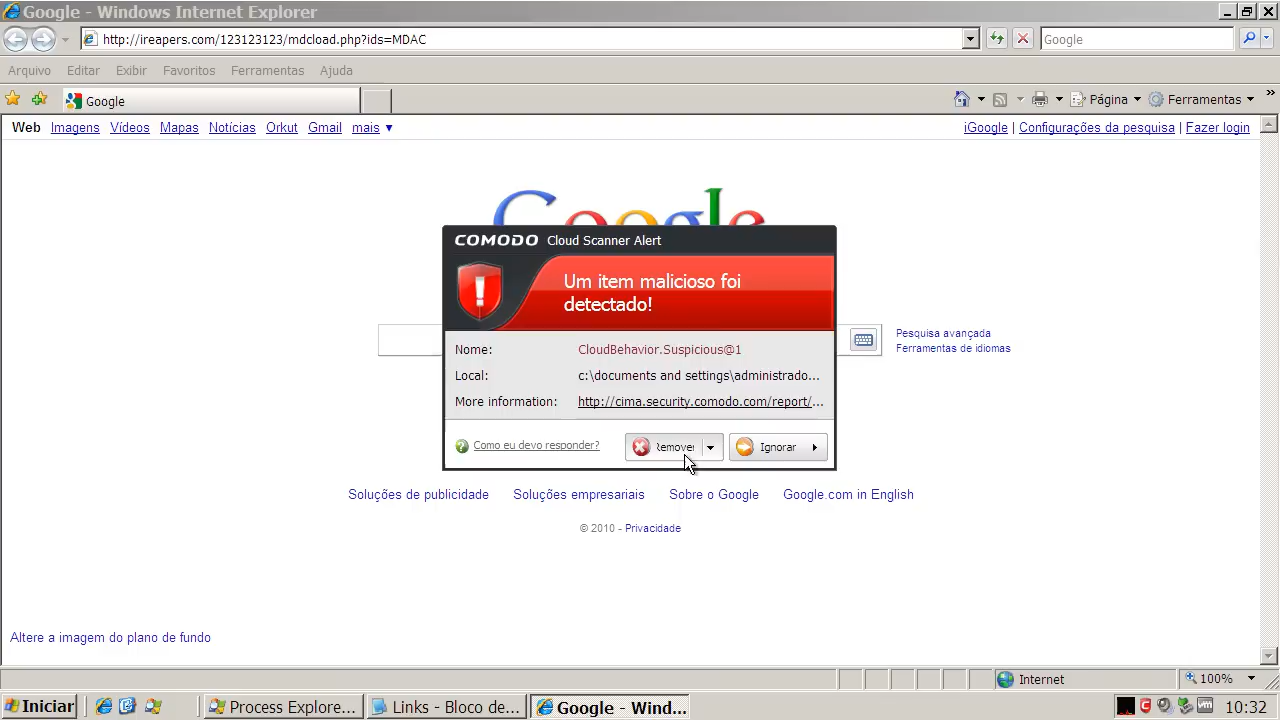 Google - Windows Internet Explorer
http://ireapers.com/123123123/mdcload.php?ids=MDAC
Google
Arquivo Editar Exibir Favoritos Ferramentas Ajuda
Google
Página Ferramentas »
Web Imagens Vídeos Mapas Notícias Orkut Gmail mais ▼
iGoogle | Configurações da pesquisa | Fazer login
Google
COMODO Cloud Scanner Alert
Um item malicioso foi
detectado!
Nome: CloudBehavior.Suspicious@1
Local: c:\documents and settings\administrado...
More information: http://cima.security.comodo.com/report/...
Como eu devo responder?
Remover
Ignorar
Pesquisa avançada
Ferramentas de idiomas
Soluções de publicidade Soluções empresariais Sobre o Google Google.com in English
© 2010 - Privacidade
Altere a imagem do plano de fundo
Internet
100%
Iniciar
Process Explore...
Links - Bloco de...
Google - Wind...
10:32